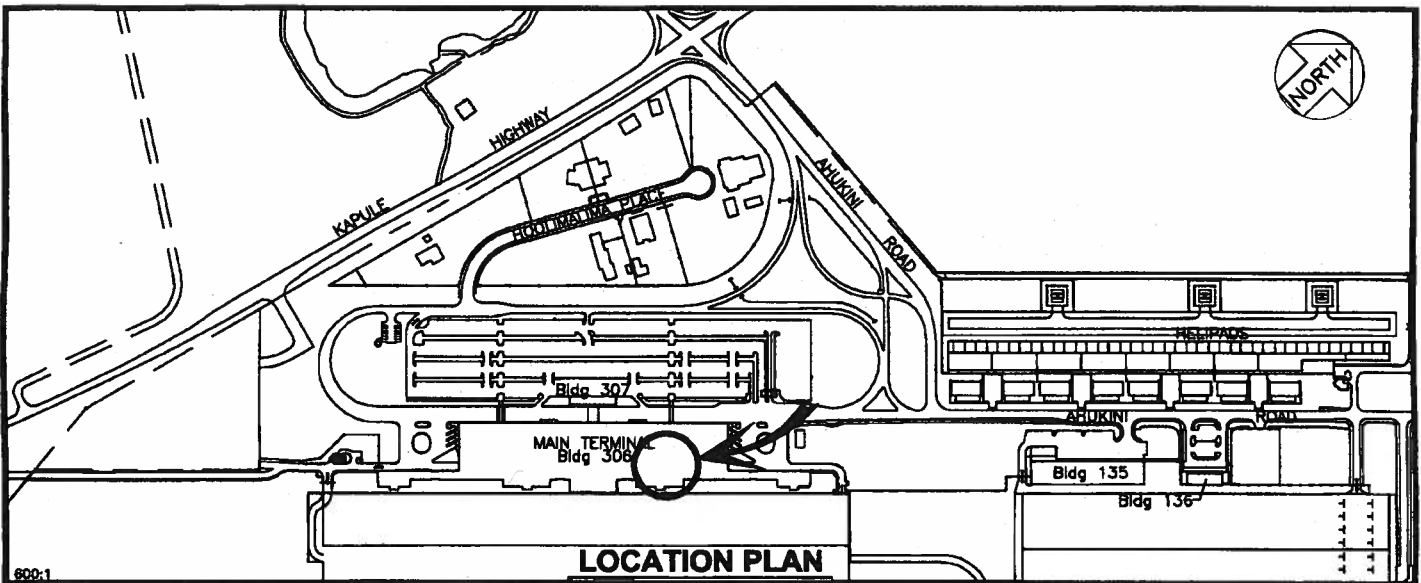 NORTH
HIGHWAY
KAPULE
AHUKINI
ROAD
HOOLIMALIMA PLACE
HELIPADS
Bldg 307
AHUKINI ROAD
MAIN TERMINAL
Bldg 306
Bldg 135
Bldg 136
LOCATION PLAN
600:1